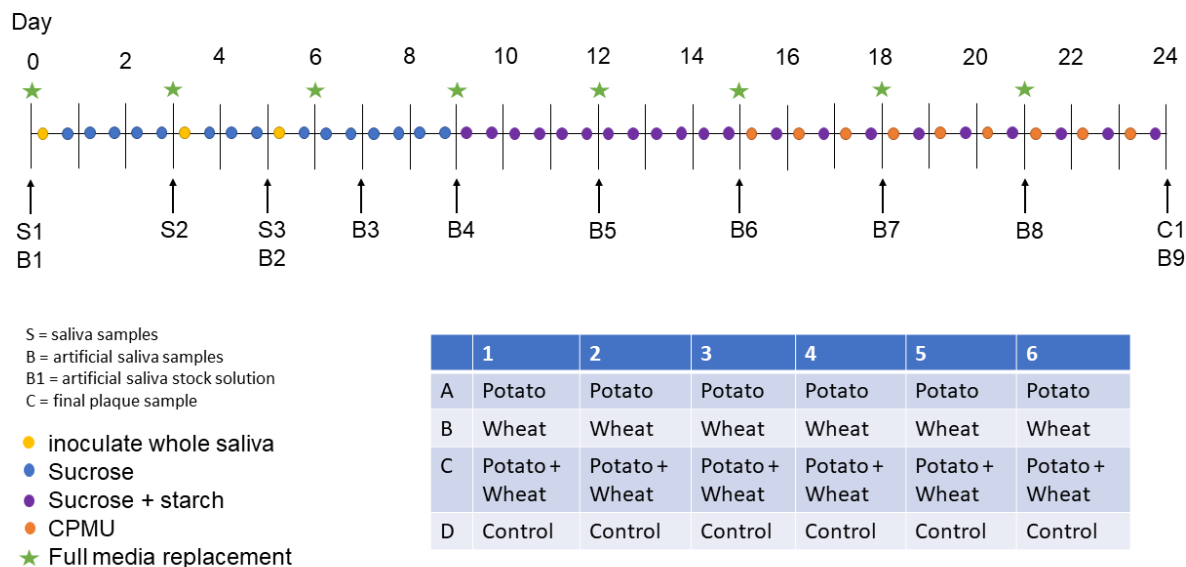 Day
0 2 4 6 8 10 12 14 16 18 20 22 24
S1 S2 S3 B3 B4 B5 B6 B7 B8 C1
B1 B2 B9
S = saliva samples
B = artificial saliva samples
B1 = artificial saliva stock solution
C = final plaque sample
inoculate whole saliva
Sucrose
Sucrose + starch
CPMU
Full media replacement
1 2 3 4 5 6
A Potato Potato Potato Potato Potato Potato
B Wheat Wheat Wheat Wheat Wheat Wheat
C Potato + Potato + Potato + Potato + Potato + Potato +
Wheat Wheat Wheat Wheat Wheat Wheat
D Control Control Control Control Control Control